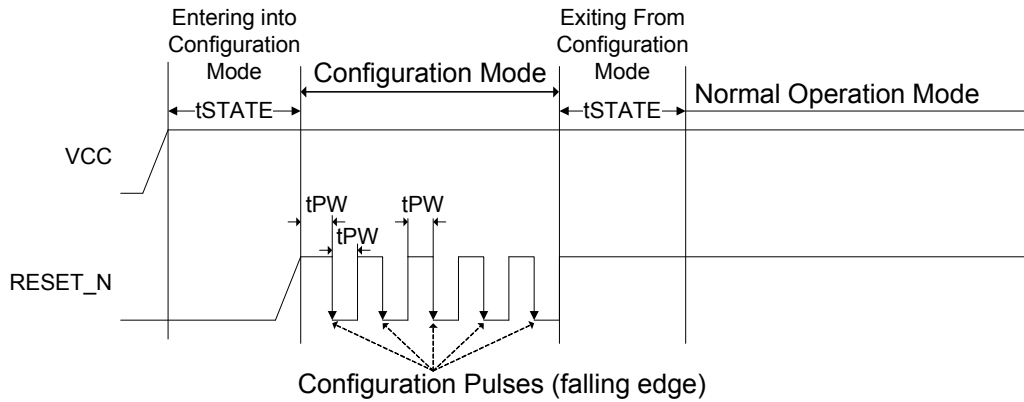 Entering into
Configuration
Mode
Exiting From
Configuration
Mode
Configuration Mode
Normal Operation Mode
tSTATE
tSTATE
VCC
tPW
tPW
tPW
RESET_N
Configuration Pulses (falling edge)